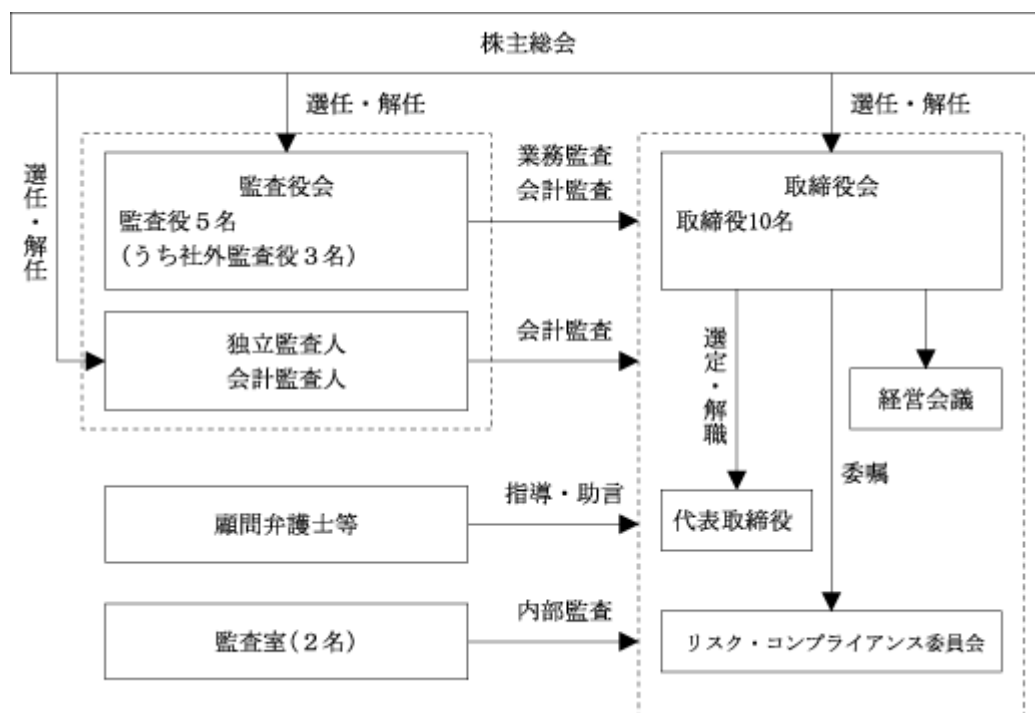 株主総会
選任・解任
選任・解任
選任・解任
監査役会
監査役５名
(うち社外監査役３名)
業務監査
会計監査
取締役会
取締役10名
独立監査人
会計監査人
会計監査
選定・解職
経営会議
委嘱
顧問弁護士等
指導・助言
代表取締役
監査室(２名)
内部監査
リスク・コンプライアンス委員会